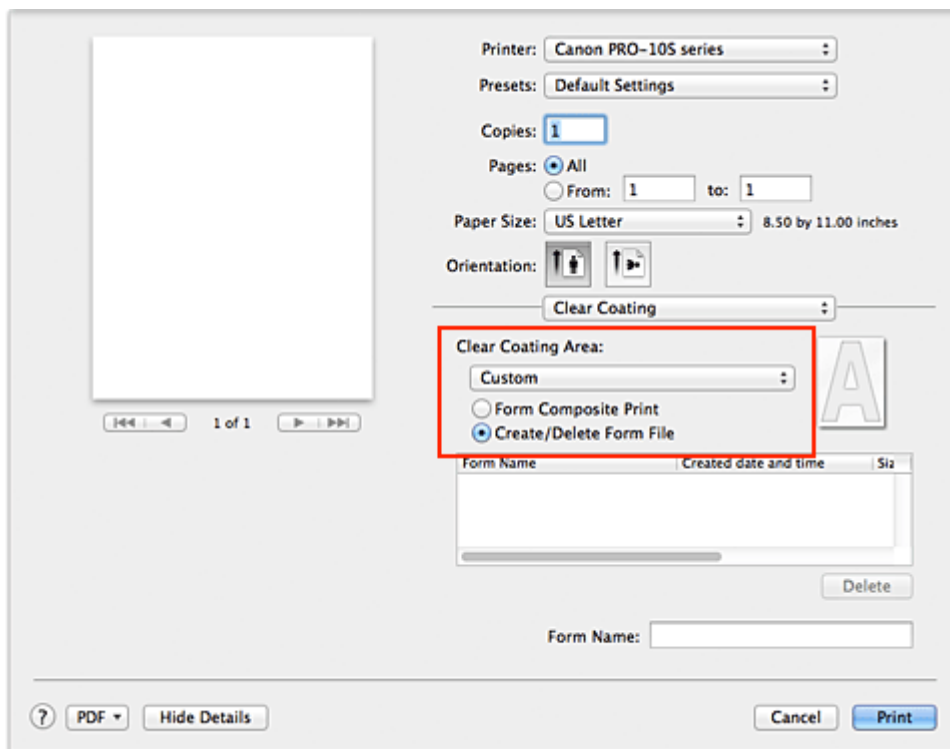 Printer: Canon PRO-10S series
Presets: Default Settings
Copies: 1
Pages: All
From: 1 to: 1
Paper Size: US Letter 8.50 by 11.00 inches
Orientation:
Clear Coating
Clear Coating Area:
Custom
Form Composite Print
Create/Delete Form File
A
1 of 1
Form Name Created date and time Siz
Delete
Form Name:
? PDF Hide Details Cancel Print